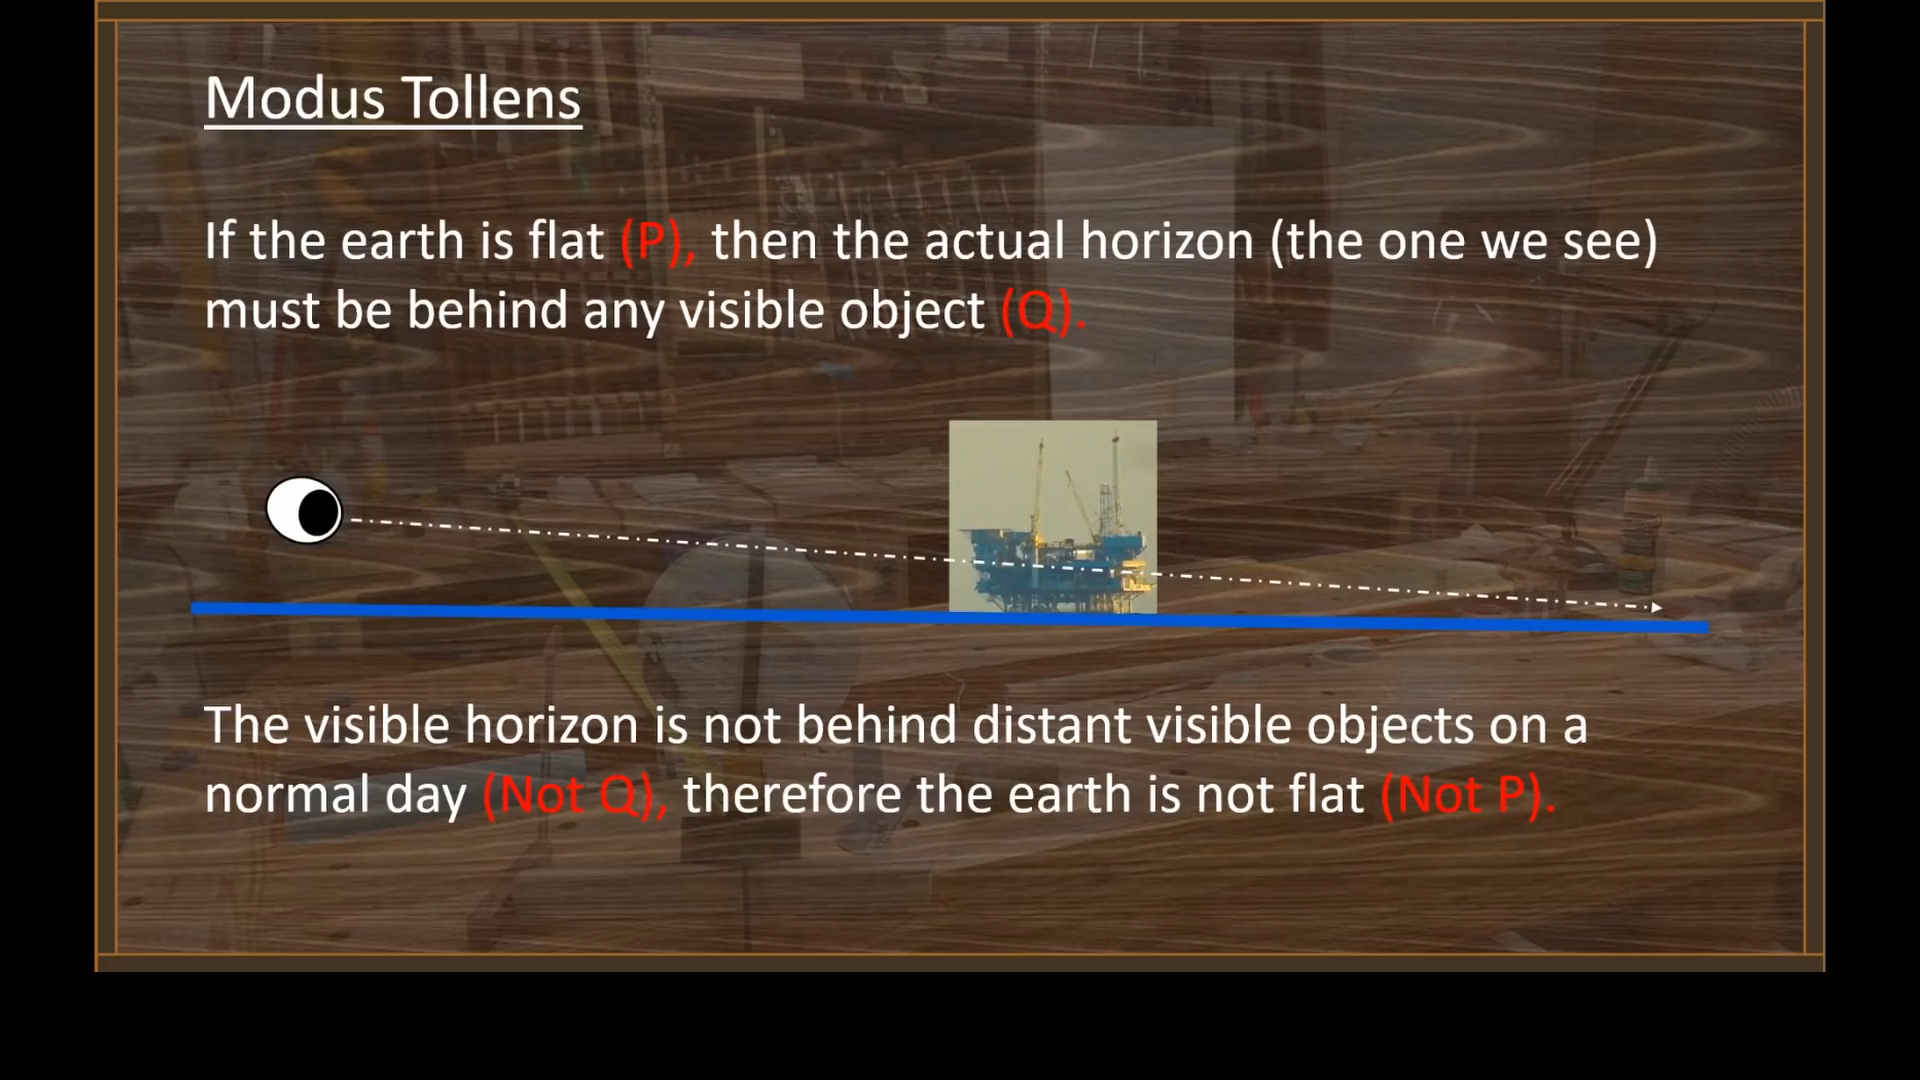 Modus Tollens
If the earth is flat (P), then the actual horizon (the one we see)
must be behind any visible object (Q).
The visible horizon is not behind distant visible objects on a
normal day (Not Q), therefore the earth is not flat (Not P).